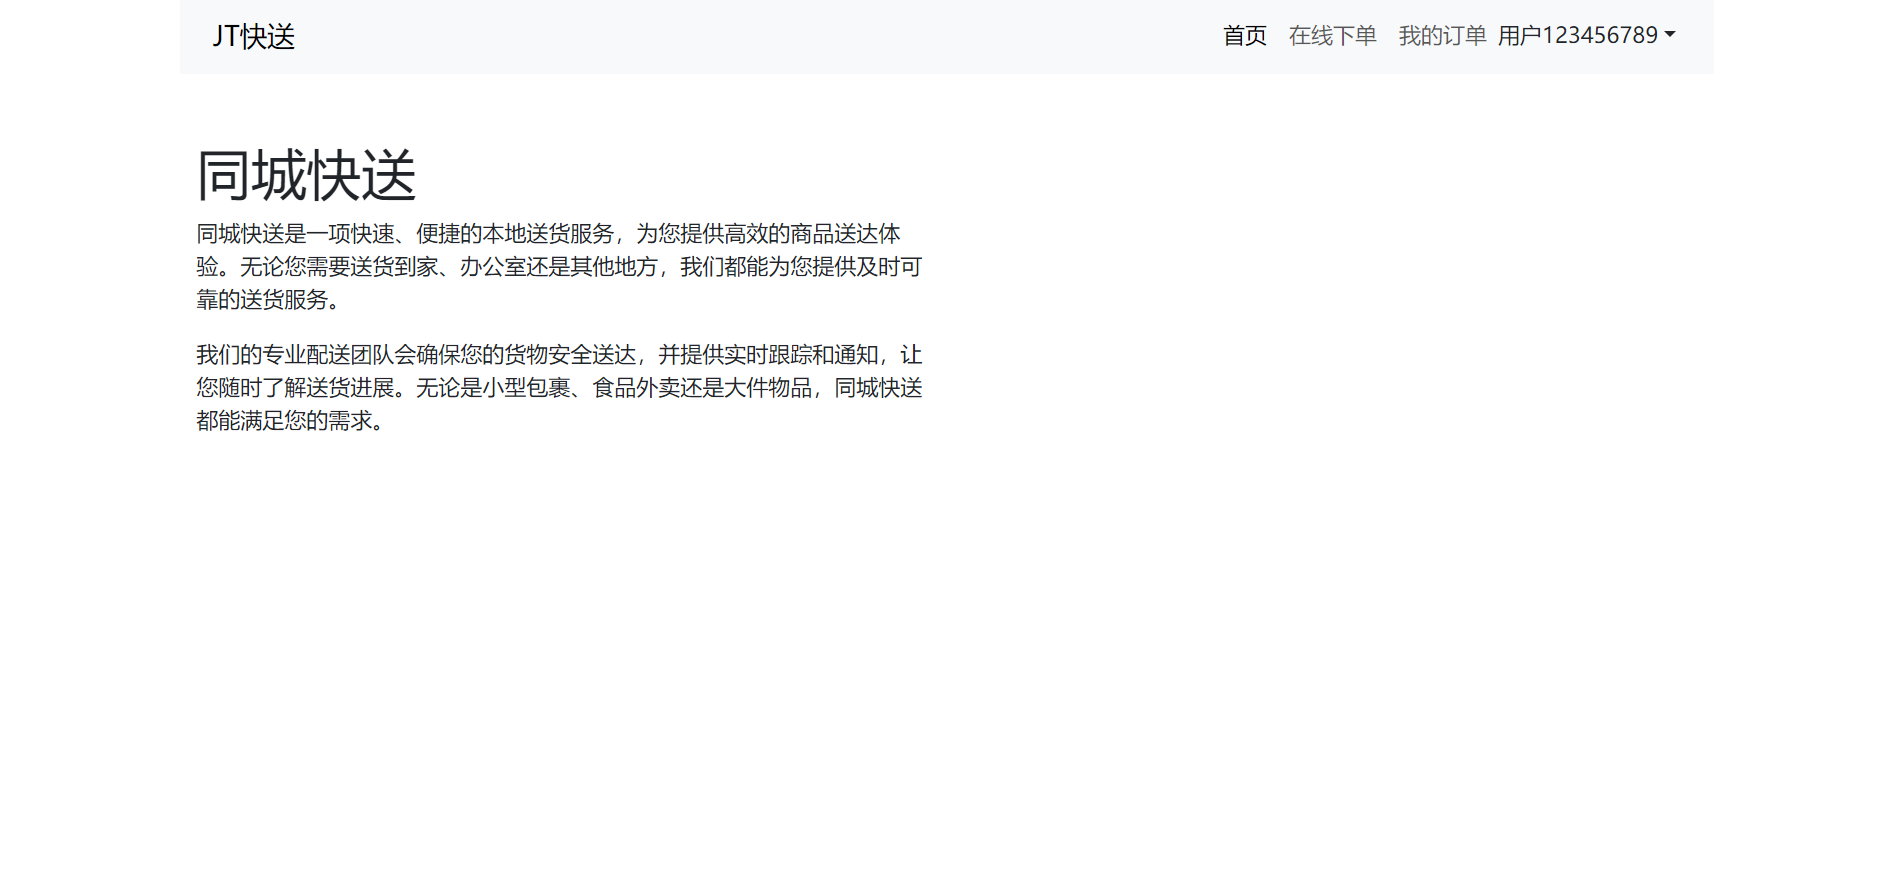 JT快送
首页 在线下单 我的订单 用户123456789
同城快送
同城快送是一项快速、便捷的本地送货服务，为您提供高效的商品送达体
验。无论您需要送货到家、办公室还是其他地方，我们都能为您提供及时可
靠的送货服务。
我们的专业配送团队会确保您的货物安全送达，并提供实时跟踪和通知，让
您随时了解送货进展。无论是小型包裹、食品外卖还是大件物品，同城快送
都能满足您的需求。